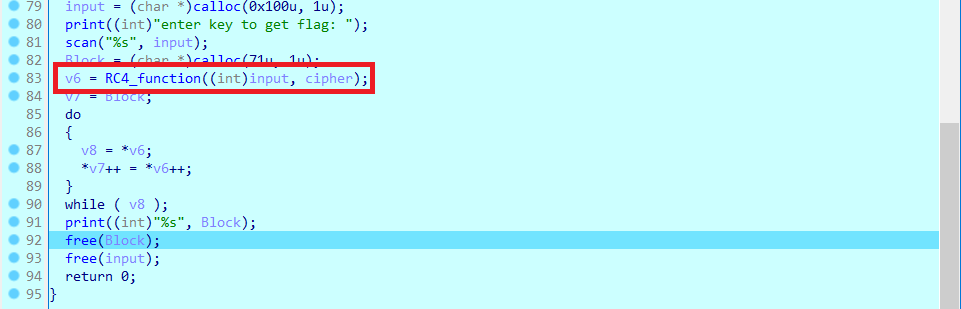 79 input = (char *)calloc(0x100u, 1u);
80 print((int)"enter key to get flag: ");
81 scan("%s", input);
82 Block = (char *)calloc(71u, 1u);
83 v6 = RC4_function((int)input, cipher);
84 v7 = Block;
85 do
86 {
87 v8 = *v6;
88 *v7++ = *v6++;
89 }
90 while ( v8 );
91 print((int)"%s", Block);
92 free(Block);
93 free(input);
94 return 0;
95 }